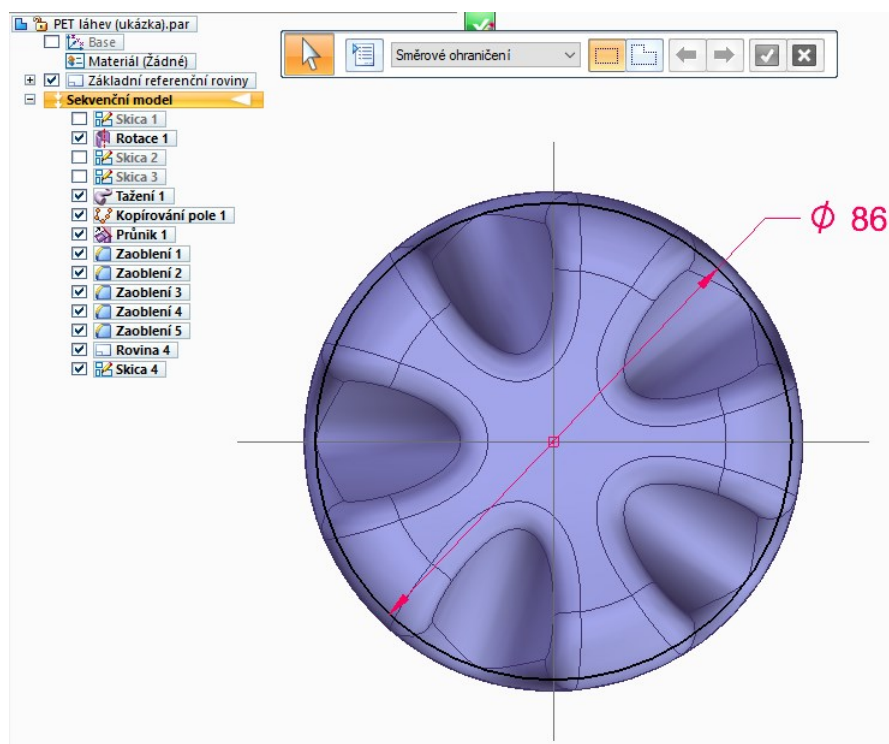 PET láhev (ukázka).par
Base
Materiál (Žádné)
Základní referenční roviny
Sekvenční model
Skica 1
Rotace 1
Skica 2
Skica 3
Tažení 1
Kopírování pole 1
Průnik 1
Zaoblení 1
Zaoblení 2
Zaoblení 3
Zaoblení 4
Zaoblení 5
Rovina 4
Skica 4
Směrové ohraničení
Φ 86